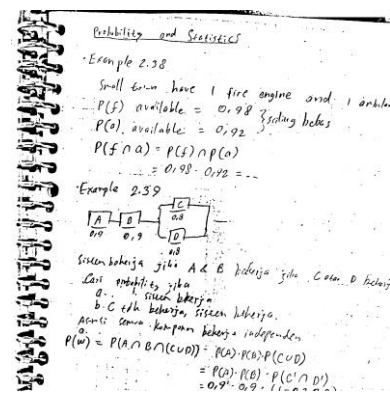 Probability and Statistics
· Example 2.38
Small town have 1 fire engine and 1
P(f) available = 0,98 } saling bebas
P(a) available = 0,92
P(f ∩ a) = P(f) ∩ P(a)
= 0,98 · 0,92 = ...
· Example 2.39
A B C D
0,9 0,9 0,8 0,8
Sistem bekerja jika A & B bekerja jika C atau D
Cari probability jika
a. sistem bekerja
b. C tdk bekerja, sistem bekerja.
Asumsi semua komponen bekerja independen
a.
P(w) = P(A ∩ B ∩ (C ∪ D)) = P(A) · P(B) · P(C ∪ D)
= P(A) · P(B) · P(C' ∩ D')
= 0,9 · 0,9 ·